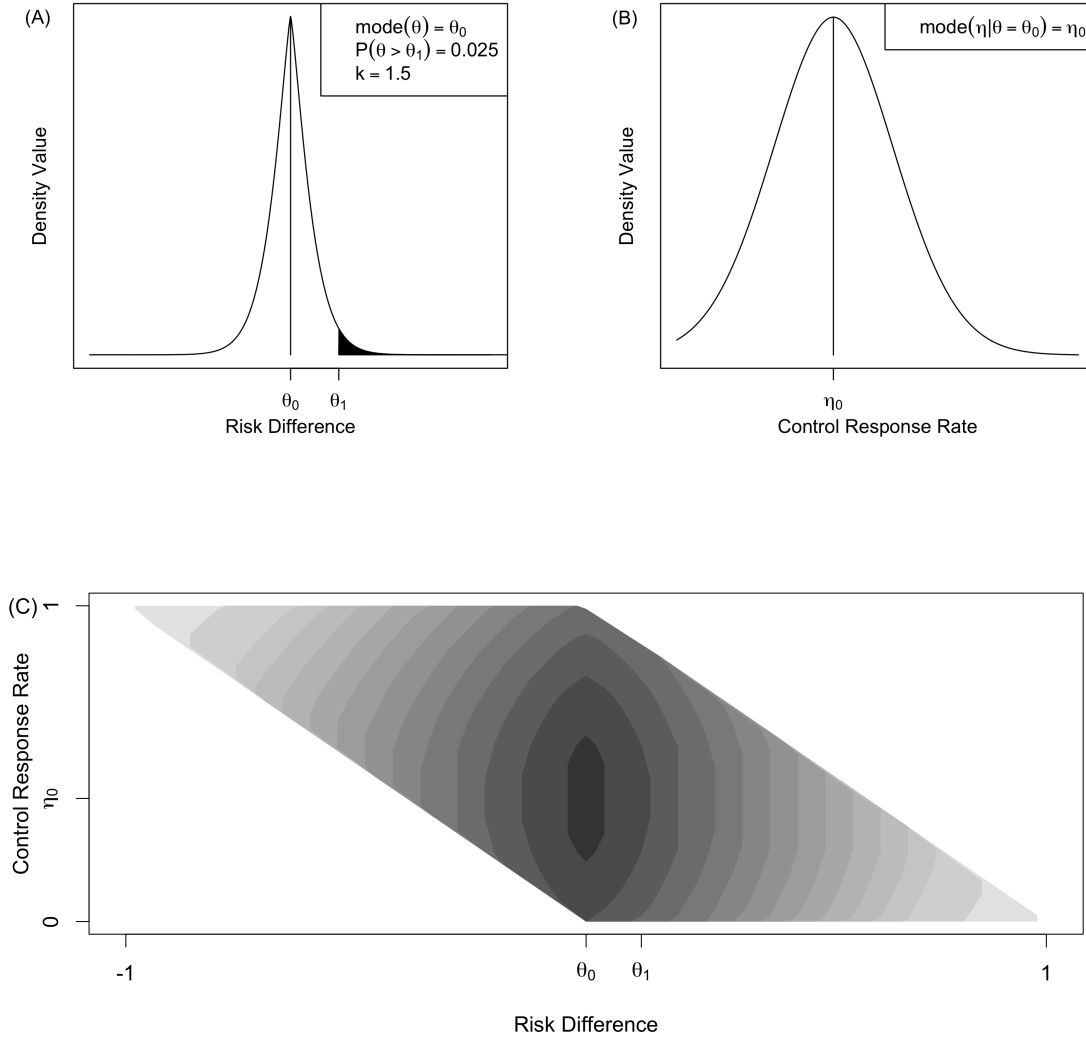 (A)
mode(θ) = θ₀
P(θ > θ₁) = 0.025
k = 1.5
Density Value
θ₀ θ₁
Risk Difference
(B)
mode(η|θ = θ₀) = η₀
Density Value
η₀
Control Response Rate
(C)
Control Response Rate
1
η₀
0
-1 θ₀ θ₁ 1
Risk Difference